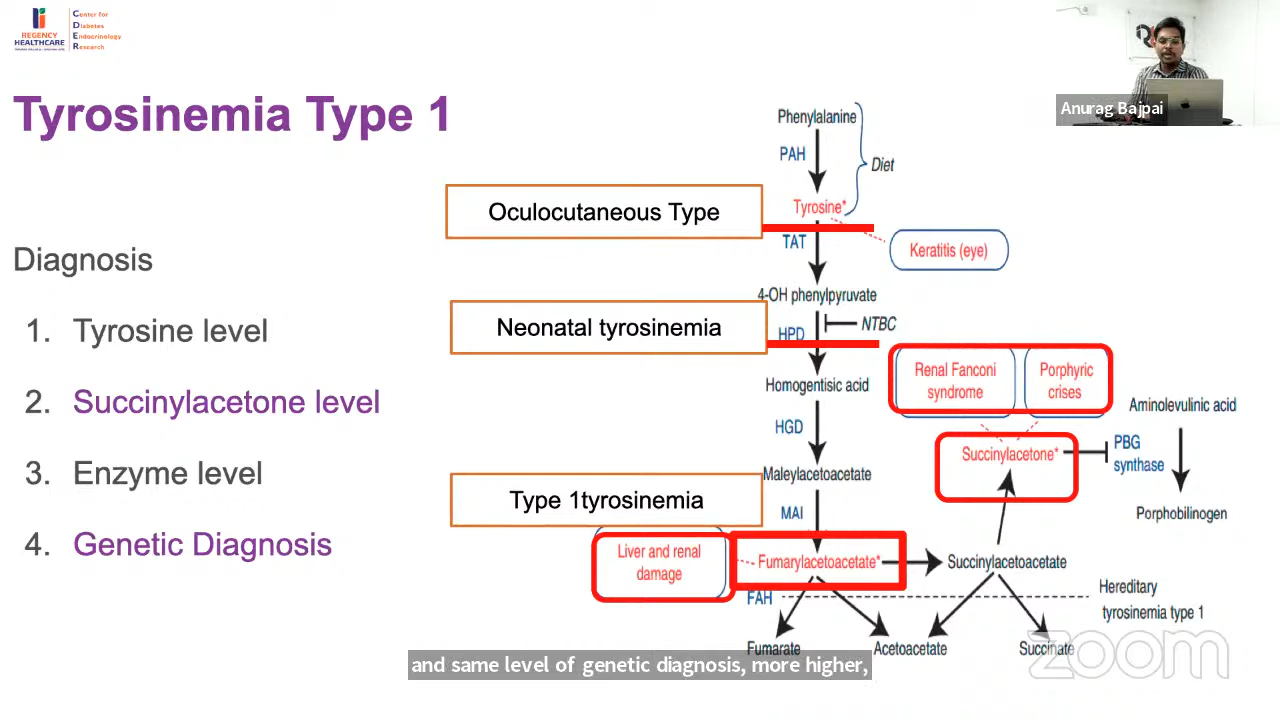 REGENCY
HEALTHCARE
Center for
Diabetes
Endocrinology
Research
Anurag Bajpai
Tyrosinemia Type 1
Diagnosis
1. Tyrosine level
2. Succinylacetone level
3. Enzyme level
4. Genetic Diagnosis
Phenylalanine
PAH
Diet
Oculocutaneous Type
Tyrosine*
TAT
Keratitis (eye)
4-OH phenylpyruvate
Neonatal tyrosinemia
NTBC
HPD
Renal Fanconi
syndrome
Porphyric
crises
Homogentisic acid
Aminolevulinic acid
HGD
Succinylacetone*
PBG
synthase
Maleylacetoacetate
Type 1tyrosinemia
MAI
Porphobilinogen
Liver and renal
damage
Fumarylacetoacetate*
Succinylacetoacetate
FAH
Hereditary
tyrosinemia type 1
Fumarate
Acetoacetate
Succinate
zoom
and same level of genetic diagnosis, more higher,